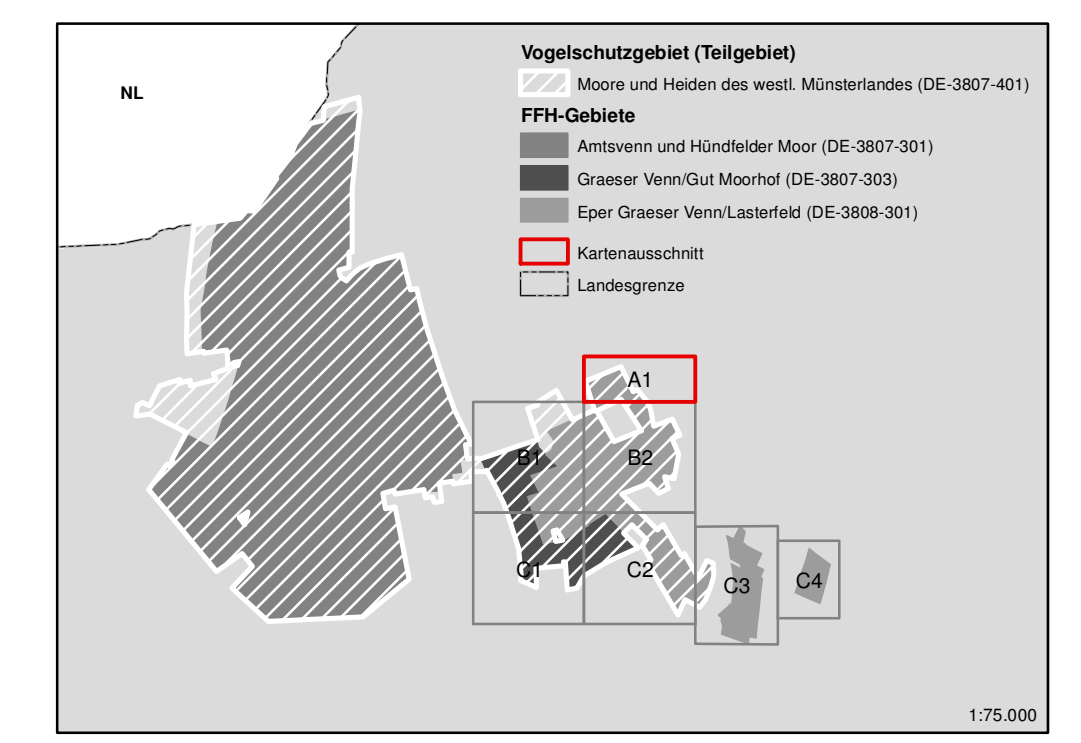 Vogelschutzgebiet (Teilgebiet)
Moore und Heiden des westl. Münsterlandes (DE-3807-401)
NL
FFH-Gebiete
Amtsvenn und Hündfelder Moor (DE-3807-301)
Graeser Venn/Gut Moorhof (DE-3807-303)
Eper Graeser Venn/Lasterfeld (DE-3808-301)
Kartenausschnitt
Landesgrenze
A1
B1
B2
C1
C2
C3
C4
1:75.000